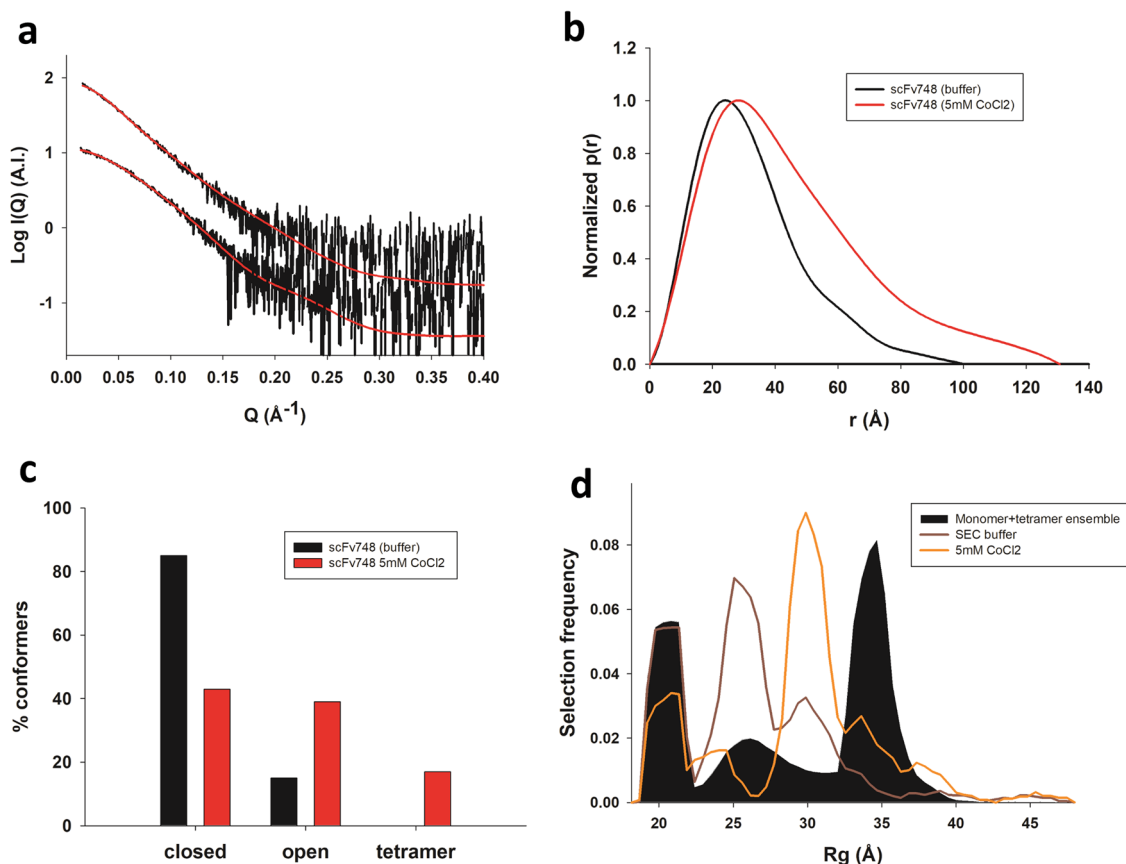 a
Log I(Q) (A.I.)
2
1
0
-1
0.00 0.05 0.10 0.15 0.20 0.25 0.30 0.35 0.40
Q (Å-1)
b
Normalized p(r)
1.2
1.0
0.8
0.6
0.4
0.2
0.0
scFv748 (buffer)
scFv748 (5mM CoCl2)
0 20 40 60 80 100 120 140
r (Å)
c
% conformers
100
80
60
40
20
0
scFv748 (buffer)
scFv748 5mM CoCl2
closed open tetramer
d
Selection frequency
0.08
0.06
0.04
0.02
0.00
Monomer+tetramer ensemble
SEC buffer
5mM CoCl2
20 25 30 35 40 45
Rg (Å)